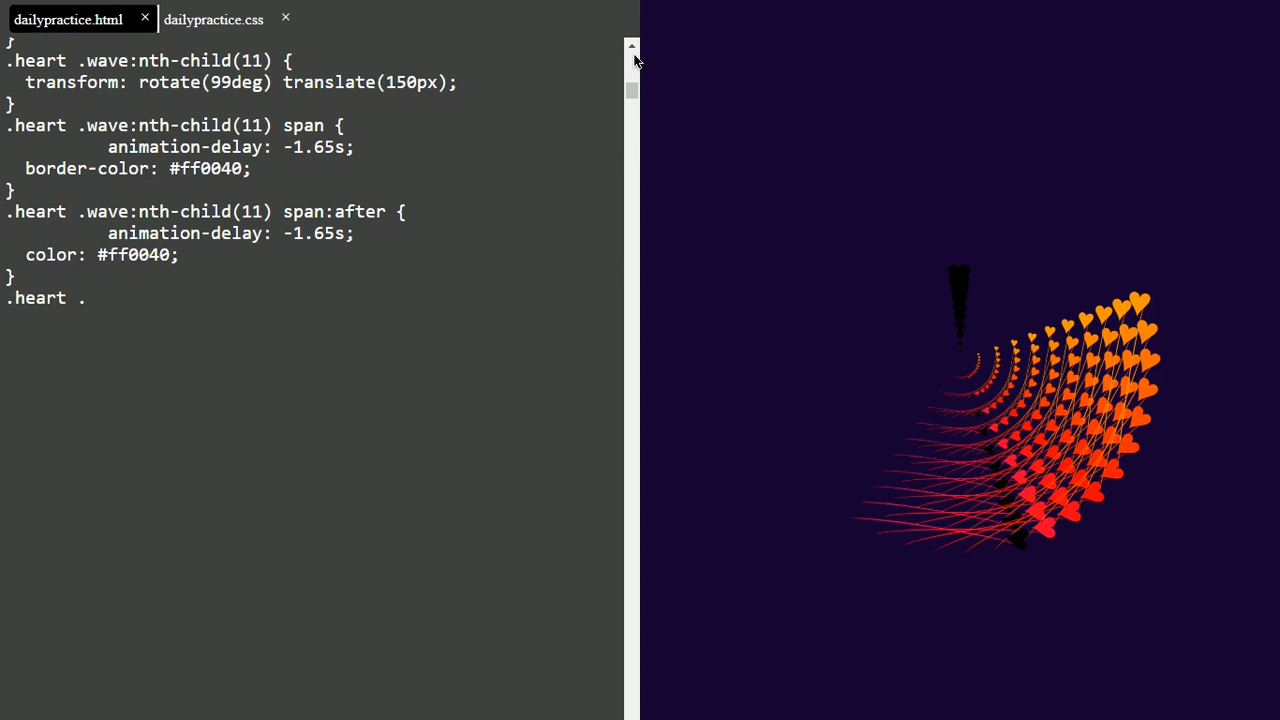 dailypractice.html × dailypractice.css ×
}
.heart .wave:nth-child(11) {
transform: rotate(99deg) translate(150px);
}
.heart .wave:nth-child(11) span {
animation-delay: -1.65s;
border-color: #ff0040;
}
.heart .wave:nth-child(11) span:after {
animation-delay: -1.65s;
color: #ff0040;
}
.heart .